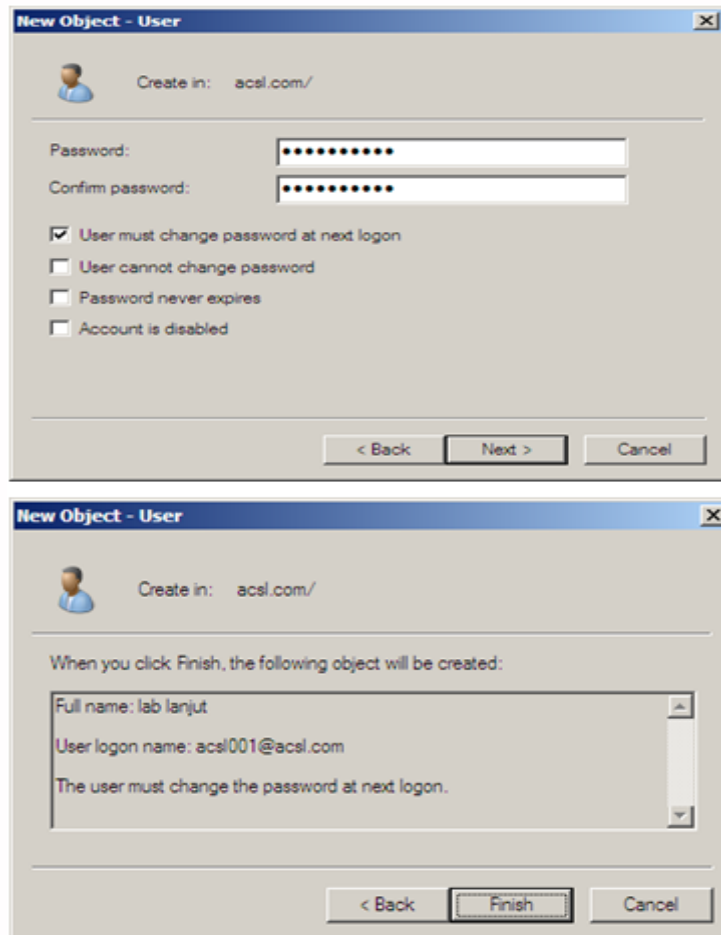 New Object - User
Create in: acsl.com/
Password: ••••••••••
Confirm password: ••••••••••
User must change password at next logon
User cannot change password
Password never expires
Account is disabled
< Back Next > Cancel
New Object - User
Create in: acsl.com/
When you click Finish, the following object will be created:
Full name: lab lanjut
User logon name: acsl001@acsl.com
The user must change the password at next logon.
< Back Finish Cancel